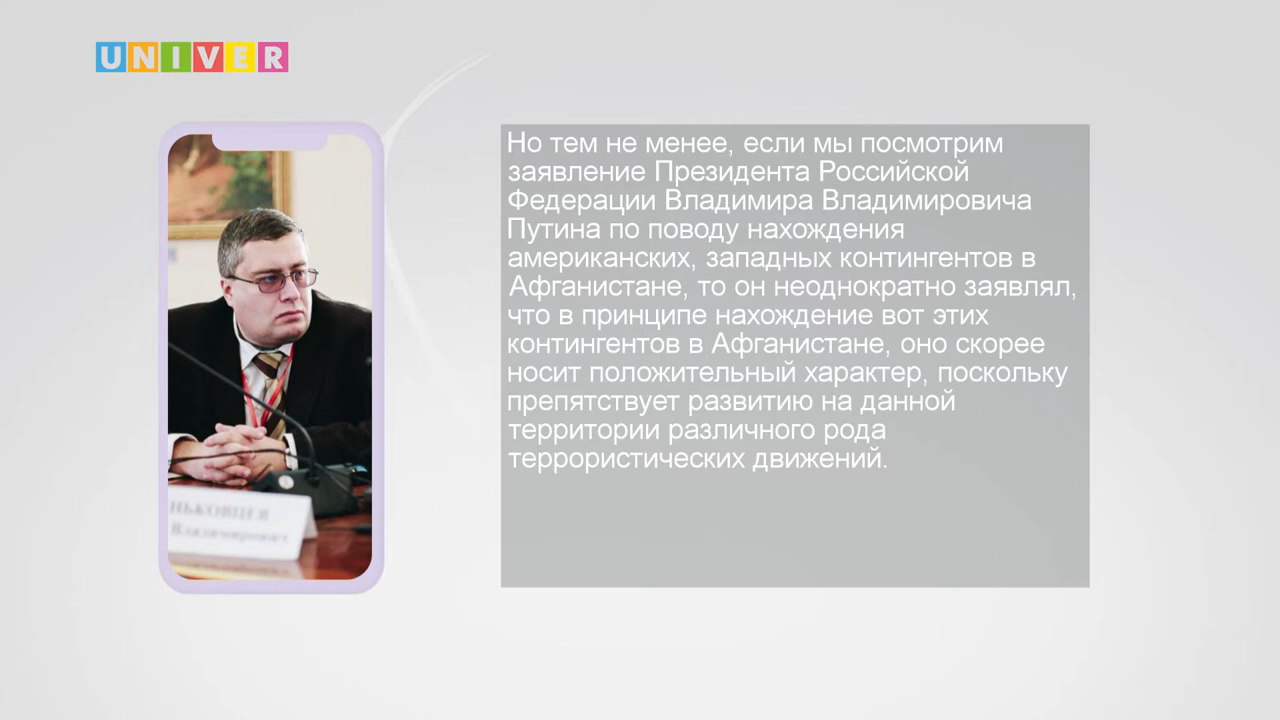 UNIVER
Но тем не менее, если мы посмотрим
заявление Президента Российской
Федерации Владимира Владимировича
Путина по поводу нахождения
американских, западных контингентов в
Афганистане, то он неоднократно заявлял,
что в принципе нахождение вот этих
контингентов в Афганистане, оно скорее
носит положительный характер, поскольку
препятствует развитию на данной
территории различного рода
террористических движений.
НЬКОВЦЕВ
Владимирович